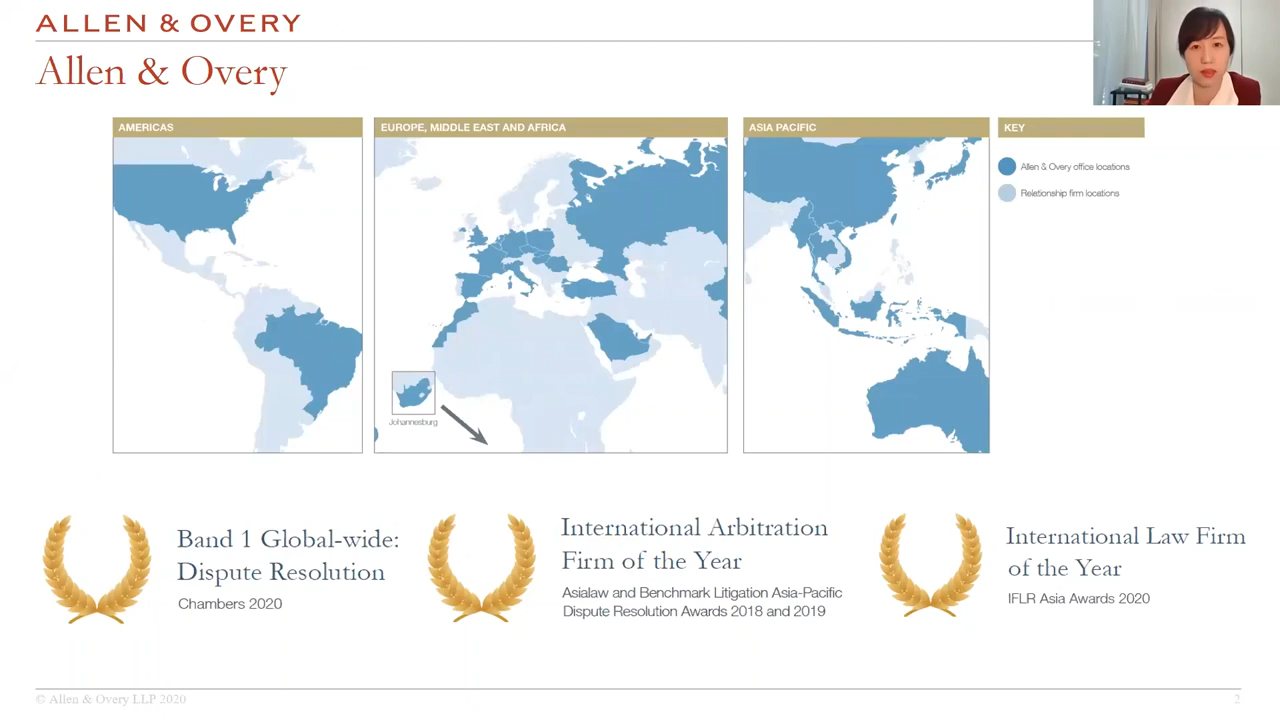 ALLEN & OVERY
Allen & Overy
AMERICAS
EUROPE, MIDDLE EAST AND AFRICA
ASIA PACIFIC
KEY
Allen & Overy office locations
Relationship firm locations
Johannesburg
Band 1 Global-wide:
Dispute Resolution
Chambers 2020
International Arbitration
Firm of the Year
Asialaw and Benchmark Litigation Asia-Pacific
Dispute Resolution Awards 2018 and 2019
International Law Firm
of the Year
IFLR Asia Awards 2020
© Allen & Overy LLP 2020
2